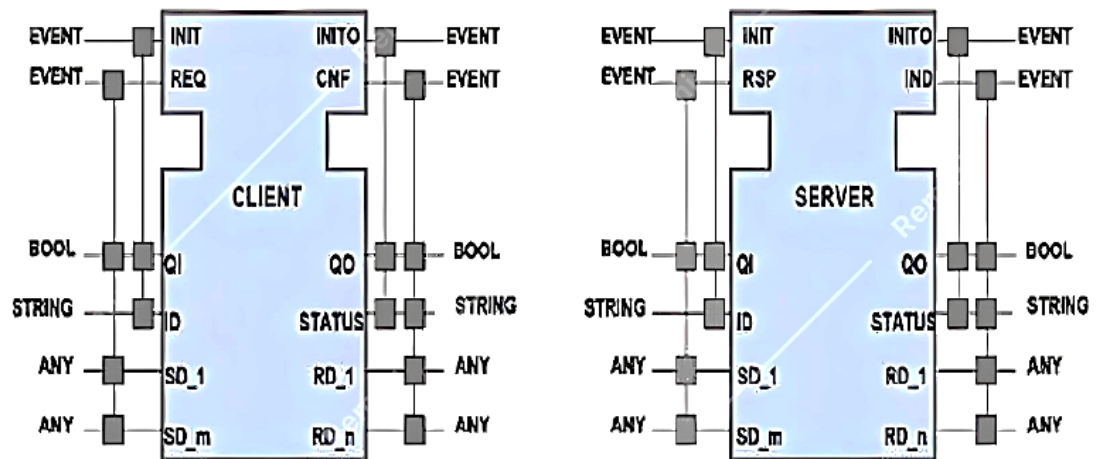 EVENT INIT INITO EVENT
EVENT REQ CNF EVENT
CLIENT
BOOL QI QO BOOL
STRING ID STATUS STRING
ANY SD_1 RD_1 ANY
ANY SD_m RD_n ANY
EVENT INIT INITO EVENT
EVENT RSP IND EVENT
SERVER
BOOL QI QO BOOL
STRING ID STATUS STRING
ANY SD_1 RD_1 ANY
ANY SD_m RD_n ANY